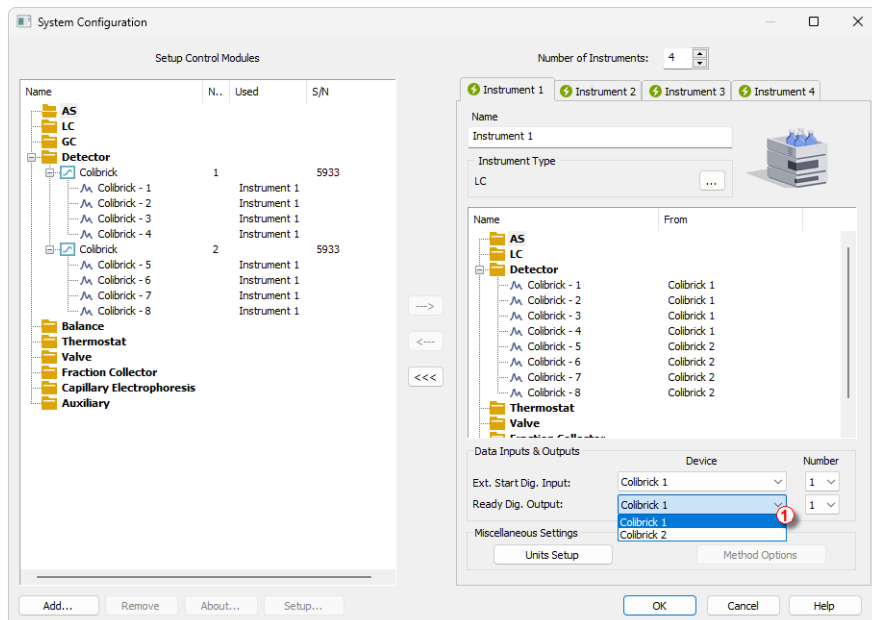 System Configuration
Setup Control Modules
Number of Instruments: 4
Name N.. Used S/N
AS
LC
GC
Detector
Colibrick 1 5933
Colibrick - 1 Instrument 1
Colibrick - 2 Instrument 1
Colibrick - 3 Instrument 1
Colibrick - 4 Instrument 1
Colibrick 2 5933
Colibrick - 5 Instrument 1
Colibrick - 6 Instrument 1
Colibrick - 7 Instrument 1
Colibrick - 8 Instrument 1
Balance
Thermostat
Valve
Fraction Collector
Capillary Electrophoresis
Auxiliary
--->
<---
<<<
Instrument 1 Instrument 2 Instrument 3 Instrument 4
Name
Instrument 1
Instrument Type
LC ...
Name From
AS
LC
Detector
Colibrick - 1 Colibrick 1
Colibrick - 2 Colibrick 1
Colibrick - 3 Colibrick 1
Colibrick - 4 Colibrick 1
Colibrick - 5 Colibrick 2
Colibrick - 6 Colibrick 2
Colibrick - 7 Colibrick 2
Colibrick - 8 Colibrick 2
Thermostat
Valve
Fraction Collector
Data Inputs & Outputs
Device Number
Ext. Start Dig. Input: Colibrick 1 1
Ready Dig. Output: Colibrick 1 1
1
Colibrick 1
Colibrick 2
Miscellaneous Settings
Units Setup Method Options
Add... Remove About... Setup... OK Cancel Help